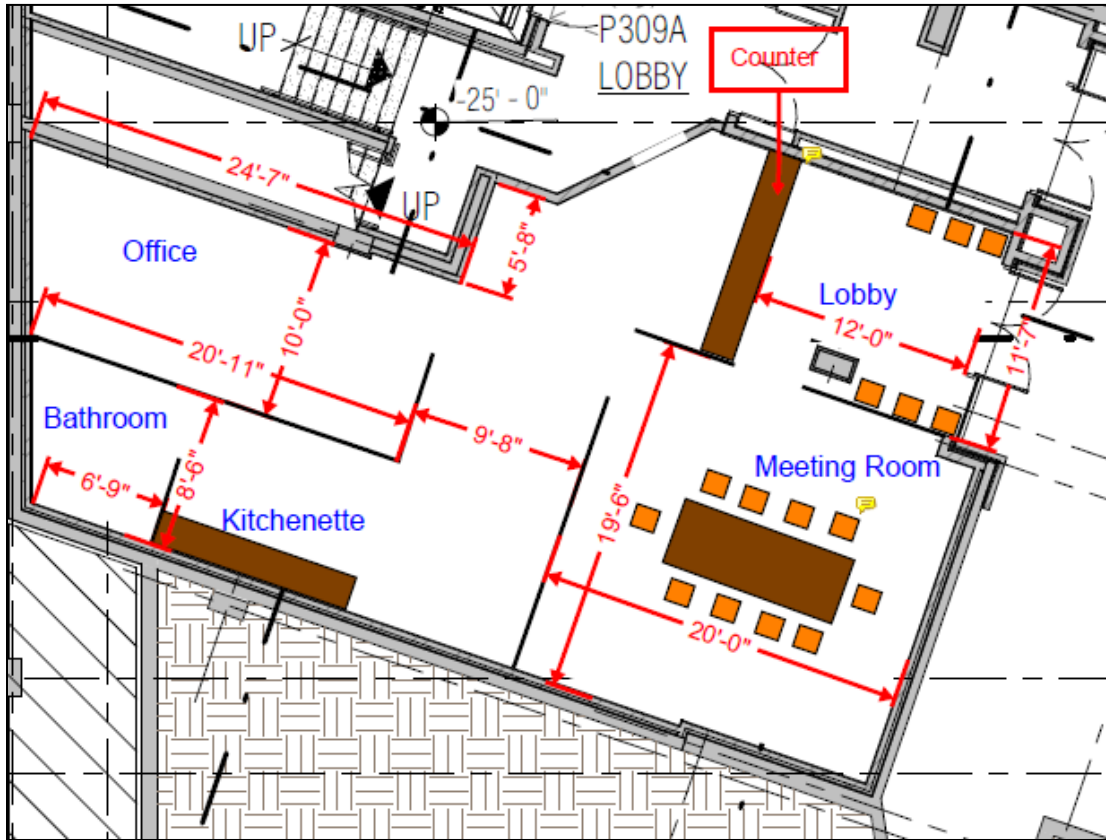 UP
P309A
LOBBY
Counter
-25' - 0"
24'-7"
UP
5'-8"
Office
10'-0"
Lobby
12'-0"
11'-7"
20'-11"
Bathroom
9'-8"
Meeting Room
6'-9"
8'-6"
Kitchenette
19'-6"
20'-0"